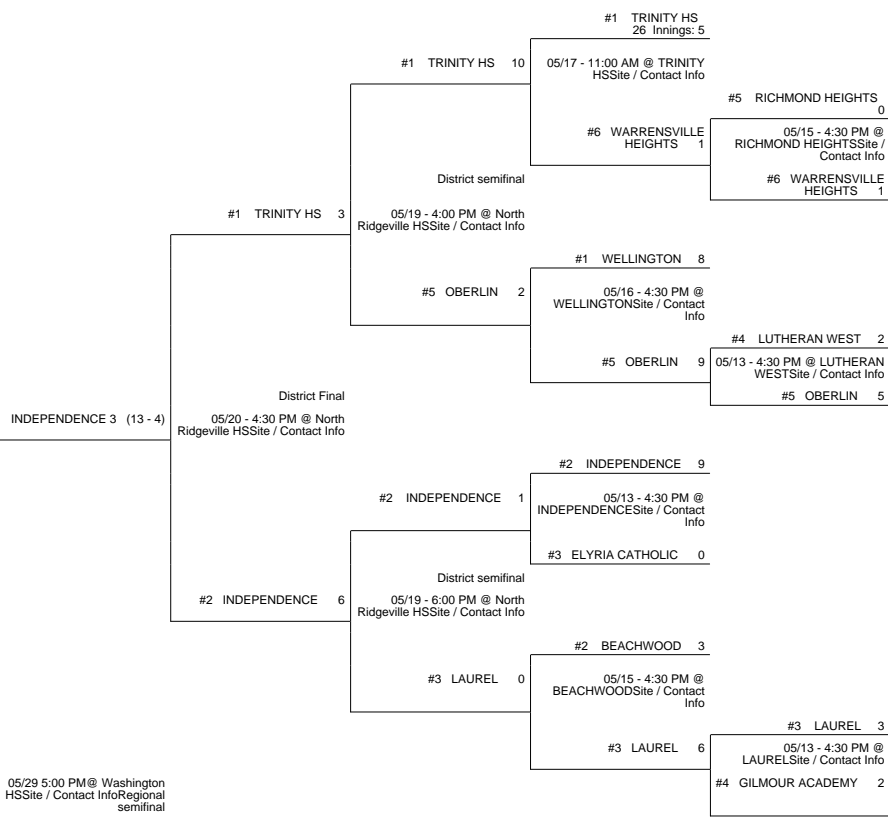 #1 TRINITY HS
26 Innings: 5
#1 TRINITY HS 10
05/17 - 11:00 AM @ TRINITY
HSSite / Contact Info
#5 RICHMOND HEIGHTS
0
#6 WARRENSVILLE
HEIGHTS 1
05/15 - 4:30 PM @
RICHMOND HEIGHTSSite /
Contact Info
#6 WARRENSVILLE
HEIGHTS 1
District semifinal
#1 TRINITY HS 3
05/19 - 4:00 PM @ North
Ridgeville HSSite / Contact Info
#1 WELLINGTON 8
#5 OBERLIN 2
05/16 - 4:30 PM @
WELLINGTONSite / Contact
Info
#4 LUTHERAN WEST 2
#5 OBERLIN 9
05/13 - 4:30 PM @ LUTHERAN
WESTSite / Contact Info
#5 OBERLIN 5
District Final
INDEPENDENCE 3 (13 - 4)
05/20 - 4:30 PM @ North
Ridgeville HSSite / Contact Info
#2 INDEPENDENCE 9
#2 INDEPENDENCE 1
05/13 - 4:30 PM @
INDEPENDENCESite / Contact
Info
#3 ELYRIA CATHOLIC 0
District semifinal
#2 INDEPENDENCE 6
05/19 - 6:00 PM @ North
Ridgeville HSSite / Contact Info
#2 BEACHWOOD 3
#3 LAUREL 0
05/15 - 4:30 PM @
BEACHWOODSite / Contact
Info
#3 LAUREL 3
#3 LAUREL 6
05/13 - 4:30 PM @
LAURELSite / Contact Info
#4 GILMOUR ACADEMY 2
05/29 5:00 PM@ Washington
HSSite / Contact InfoRegional
semifinal